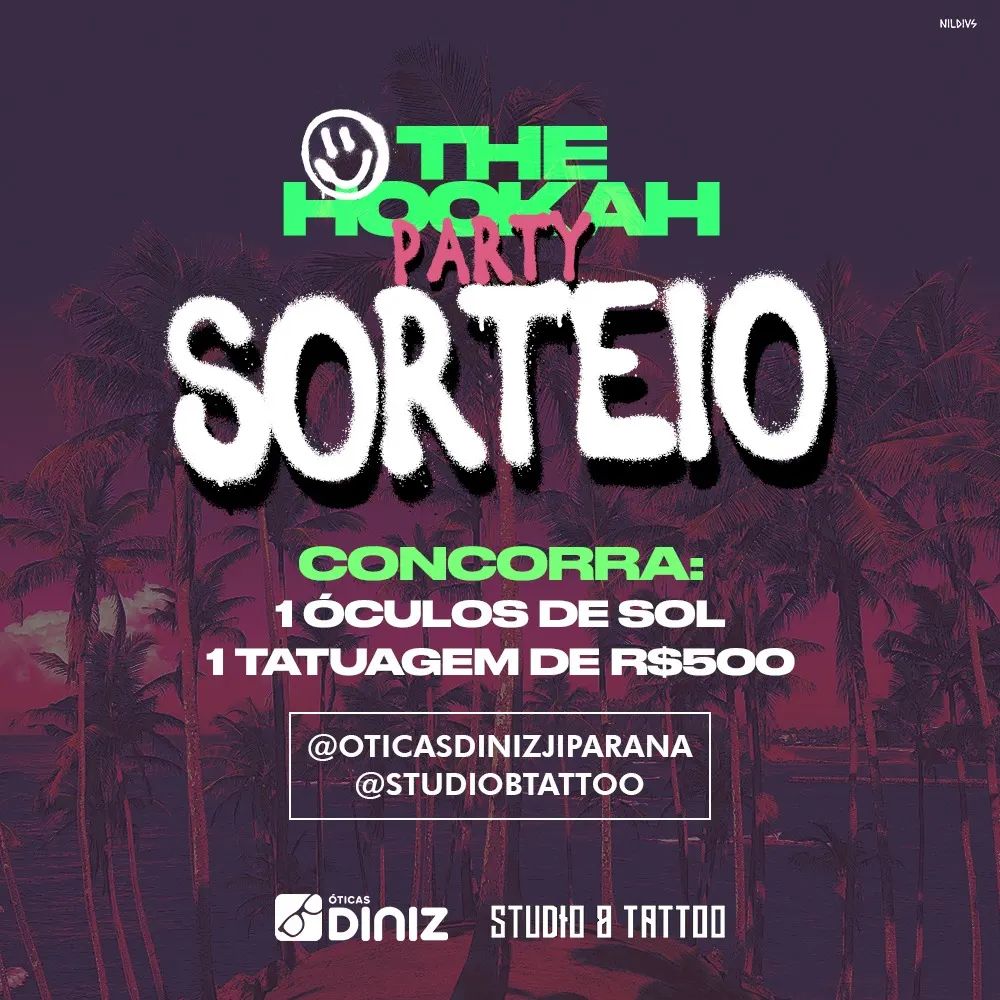 NILDIVS
THE
HOOKAH
PARTY
SORTEIO
CONCORRA:
1 ÓCULOS DE SOL
1 TATUAGEM DE R$500
@OTICASDINIZJIPARANA
@STUDIOBTATTOO
ÓTICAS
DINIZ
STUDIO B TATTOO